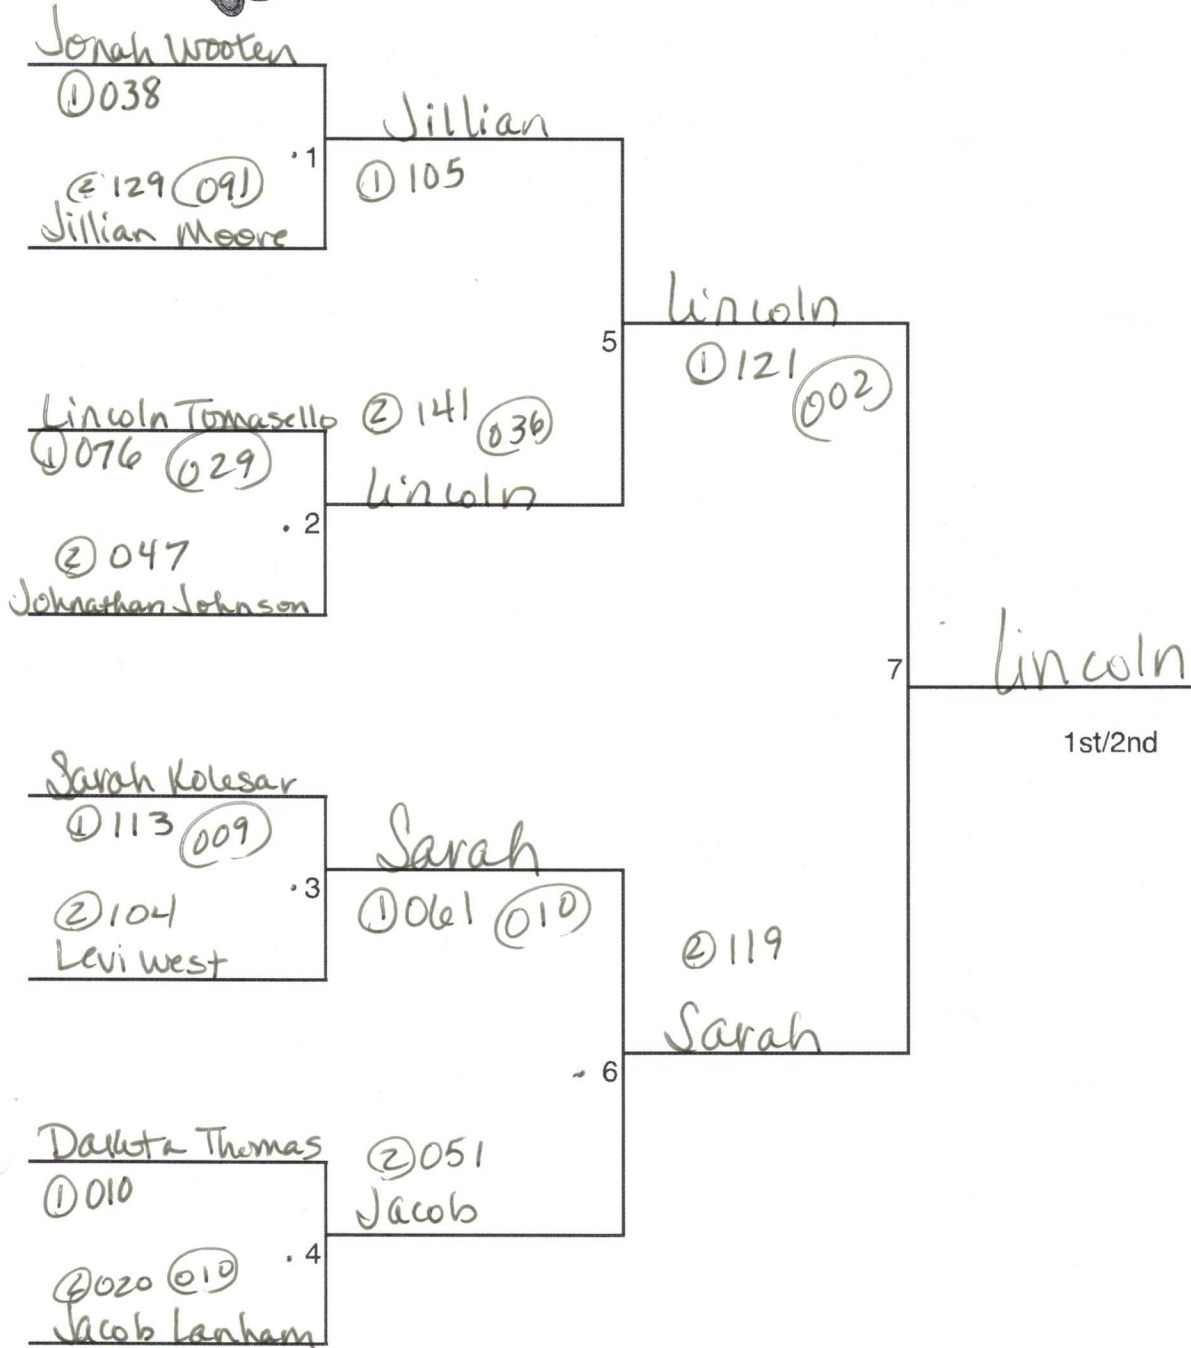 Jonah Wooten
① 038
Jillian
1
① 105
② 129 091
Jillian Moore
Lincoln
5
① 121 002
Lincoln Tomasello
② 141 036
① 076 029
Lincoln
2
② 047
Johnathan Johnson
Lincoln
7
1st/2nd
Sarah Kolesar
① 113 009
Sarah
3
① 061 010
② 104
Levi West
② 119
Sarah
6
Dakota Thomas
② 051
① 010
Jacob
4
② 020 010
Jacob Lanham